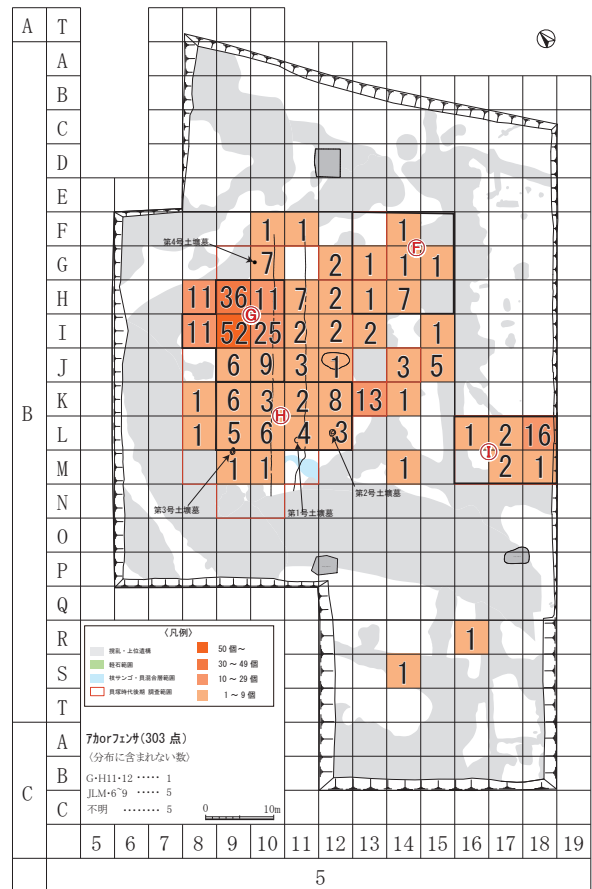 A T
A
B
C
D
E
F 1 1 1
第4号土壙墓
Ⓕ
G 7 2 1 1 1
H 11 36 11 7 2 1 7
Ⓖ
I 11 52 25 2 2 2 1
J 6 9 3 1 3 5
B
K 1 6 3 2 8 13 1
Ⓗ
L 1 5 6 4 3 1 2 16
Ⓘ
M 1 1 1 2 1
第3号土壙墓 第1号土壙墓 第2号土壙墓
N
O
P
Q
R 1
S 1
T
〈凡例〉
撹乱・上位遺構
軽石範囲
枝サンゴ・貝混合層範囲
貝塚時代後期 調査範囲
50 個～
30 ～ 49 個
10 ～ 29 個
1 ～ 9 個
C
A
B
C
アカorフェンサ(303 点)
〈分布に含まれない数〉
G・H11・12 ‥‥‥ 1
JLM・6~9 ‥‥‥ 5
不明 ‥‥‥‥ 5
0 10m
5 6 7 8 9 10 11 12 13 14 15 16 17 18 19
5